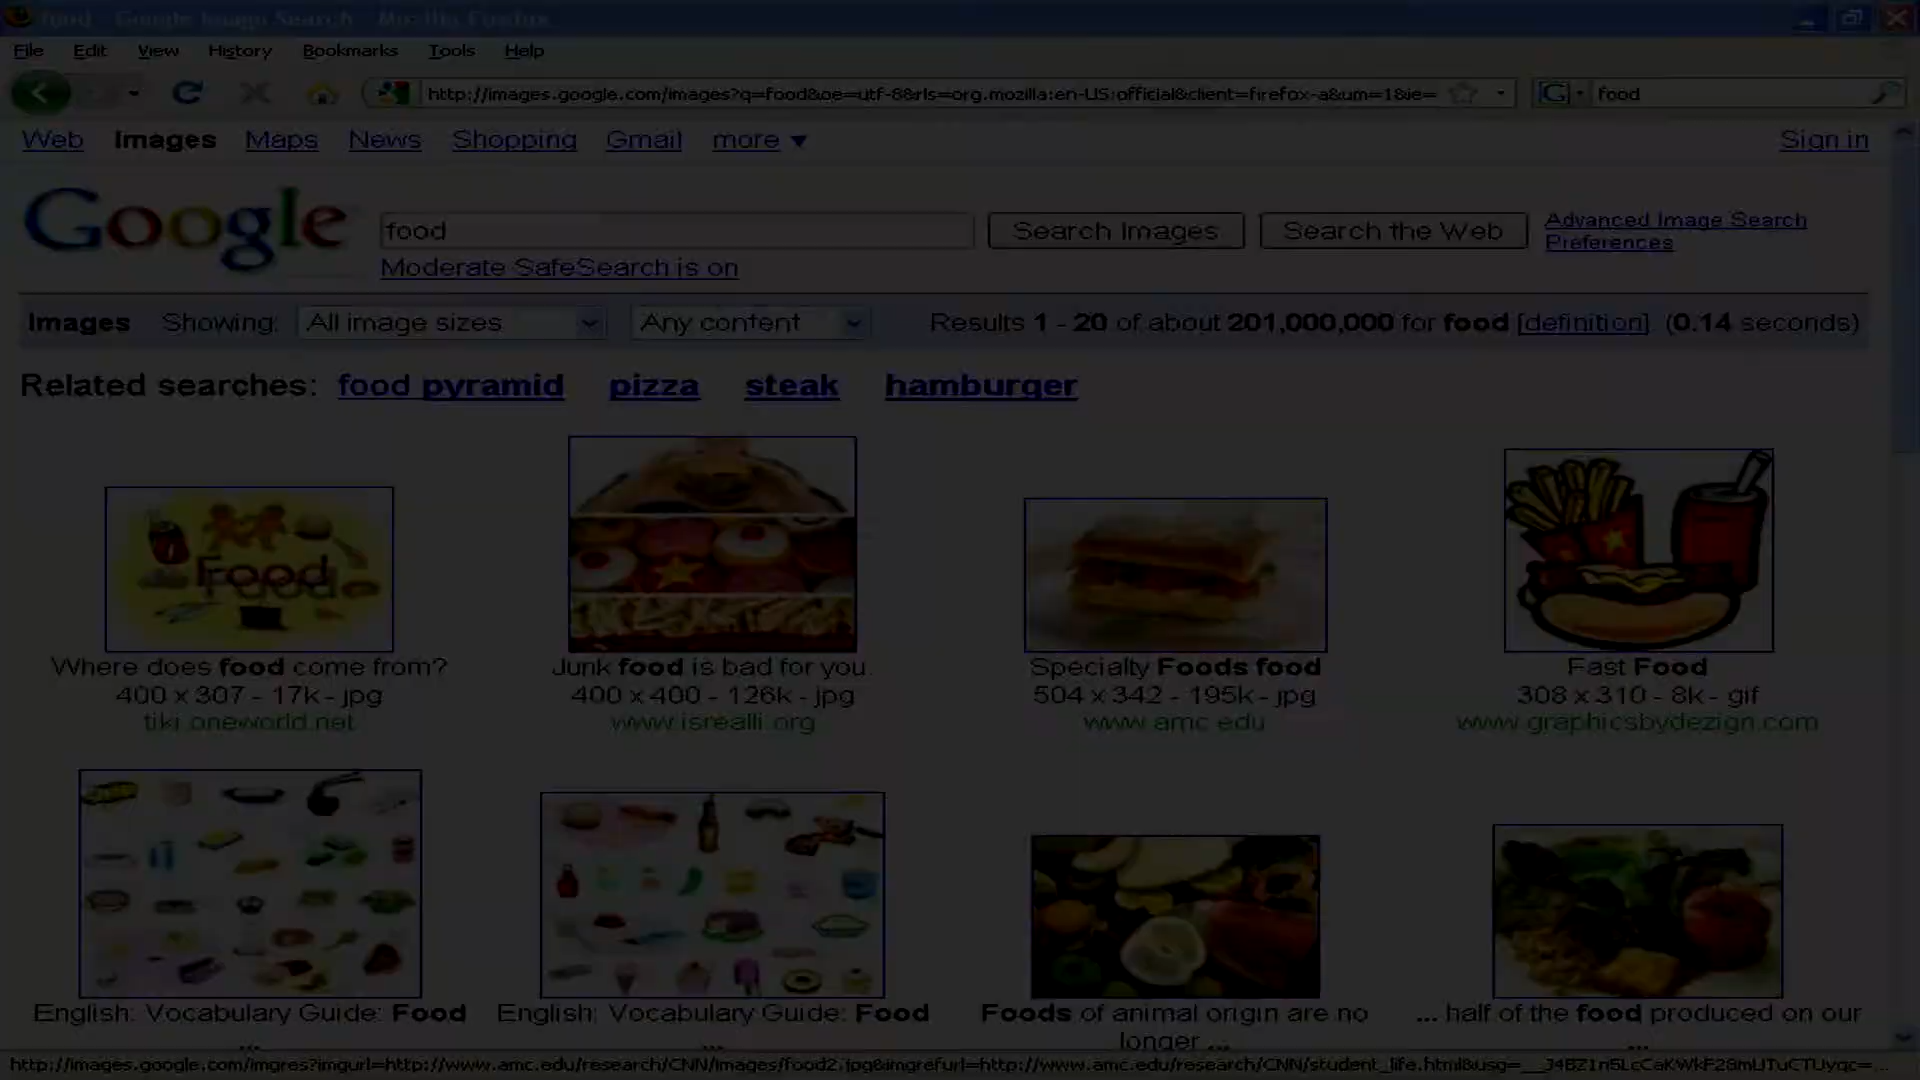 food - Google Image Search - Mozilla Firefox
File Edit View History Bookmarks Tools Help
http://images.google.com/images?q=food&oe=utf-8&rls=org.mozilla:en-US:official&client=firefox-a&um=1&ie= food
Web Images Maps News Shopping Gmail more Sign in
Google food Search Images Search the Web Advanced Image Search
Preferences
Moderate SafeSearch is on
Images Showing: All image sizes Any content Results 1 - 20 of about 201,000,000 for food [definition] (0.14 seconds)
Related searches: food pyramid pizza steak hamburger
Food
Where does food come from? Junk food is bad for you. Specialty Foods food Fast Food
400 x 307 - 17k - jpg 400 x 400 - 126k - jpg 504 x 342 - 195k - jpg 308 x 310 - 8k - gif
tiki.oneworld.net www.isrealli.org www.amc.edu www.graphicsbydezign.com
English: Vocabulary Guide: Food English: Vocabulary Guide: Food Foods of animal origin are no ... half of the food produced on our
... ... longer ... ...
http://images.google.com/imgres?imgurl=http://www.amc.edu/research/CNN/images/food2.jpg&imgrefurl=http://www.amc.edu/research/CNN/student_life.html&usg=